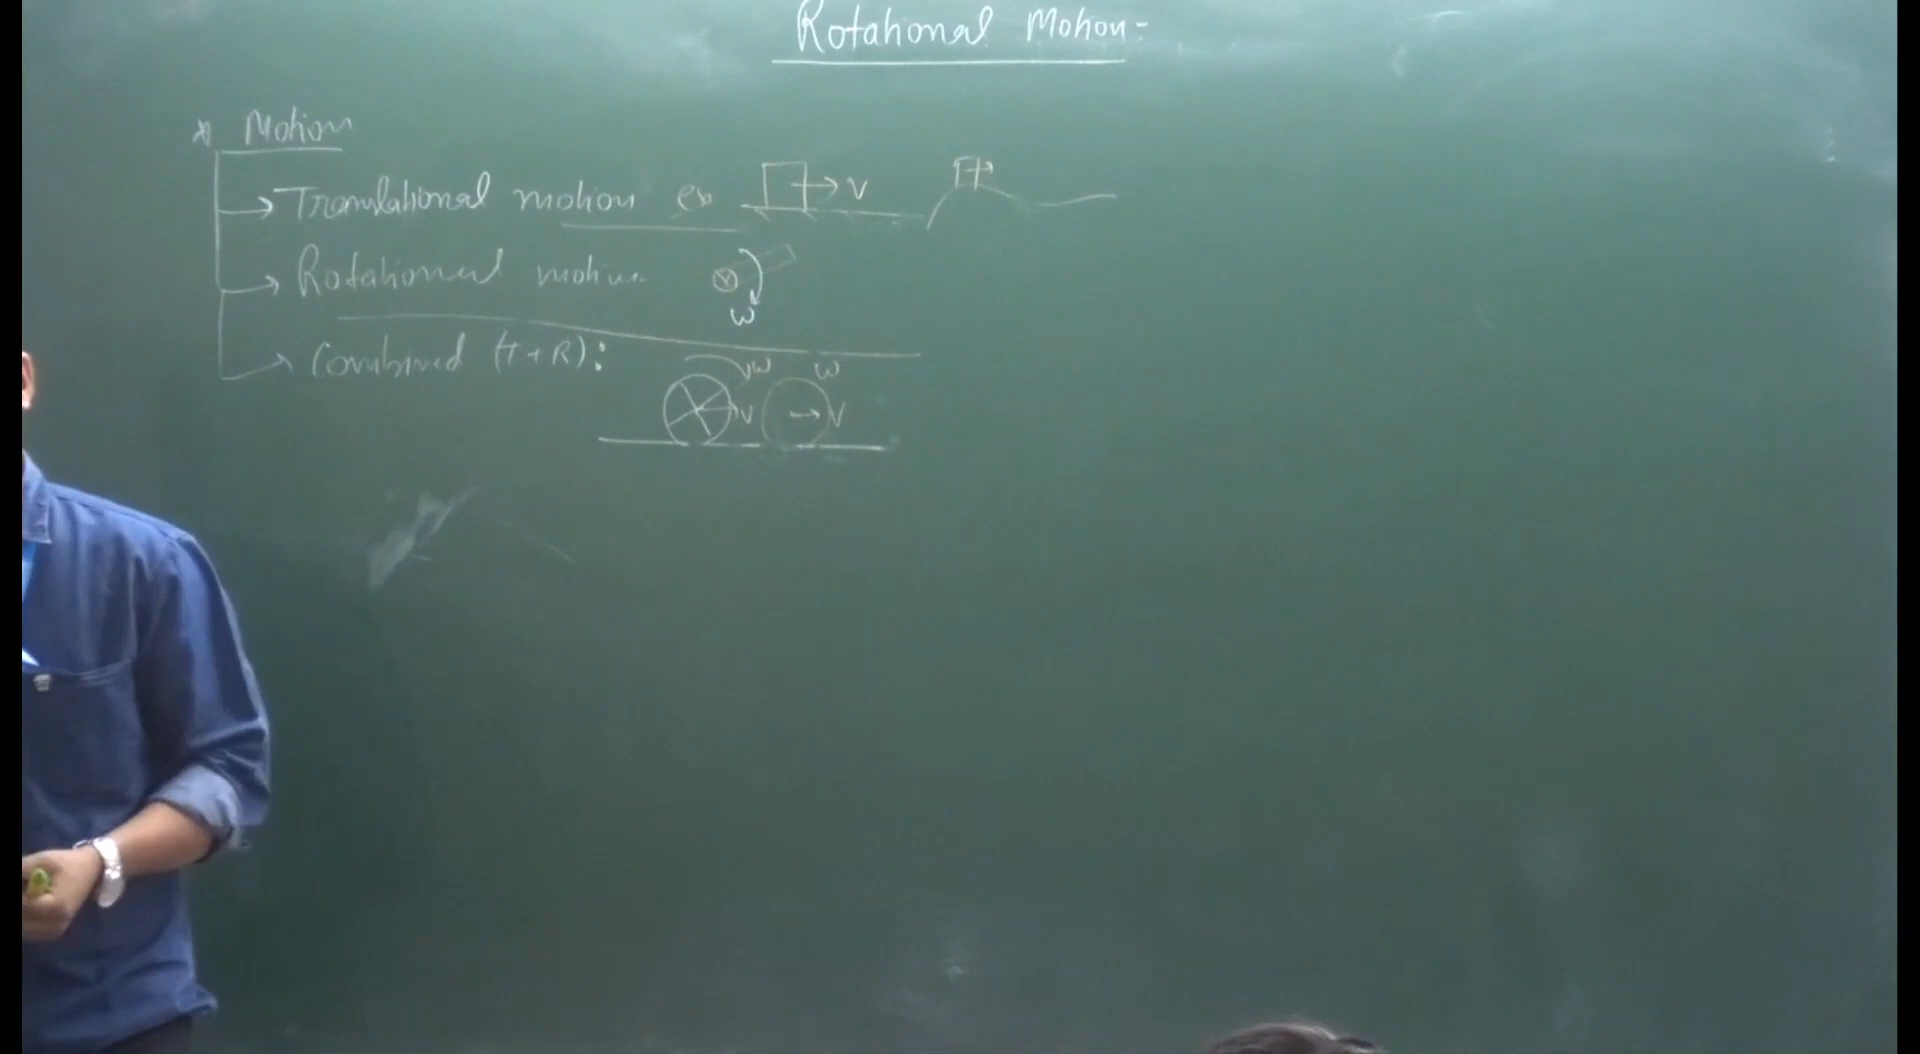 Rotational Motion:-
* Motion
→ Translational motion ex → v
→ Rotational motion ω
→ Combined (T+R):
ω ω
v → v